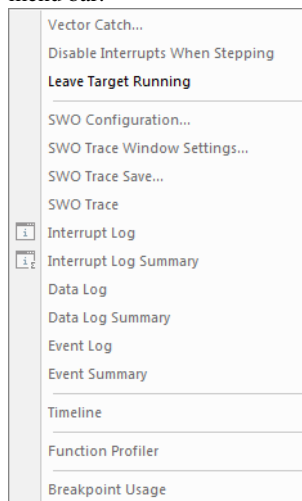 Vector Catch...
Disable Interrupts When Stepping
Leave Target Running
SWO Configuration...
SWO Trace Window Settings...
SWO Trace Save...
SWO Trace
Interrupt Log
Interrupt Log Summary
Data Log
Data Log Summary
Event Log
Event Summary
Timeline
Function Profiler
Breakpoint Usage